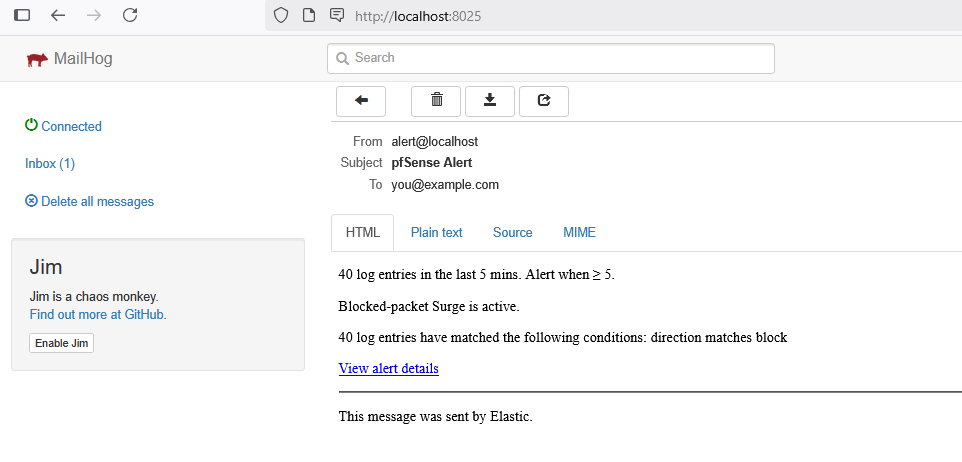 http://localhost:8025
MailHog
Search
Connected
Inbox (1)
Delete all messages
Jim
Jim is a chaos monkey.
Find out more at GitHub.
Enable Jim
From alert@localhost
Subject pfSense Alert
To you@example.com
HTML Plain text Source MIME
40 log entries in the last 5 mins. Alert when ≥ 5.
Blocked-packet Surge is active.
40 log entries have matched the following conditions: direction matches block
View alert details
This message was sent by Elastic.